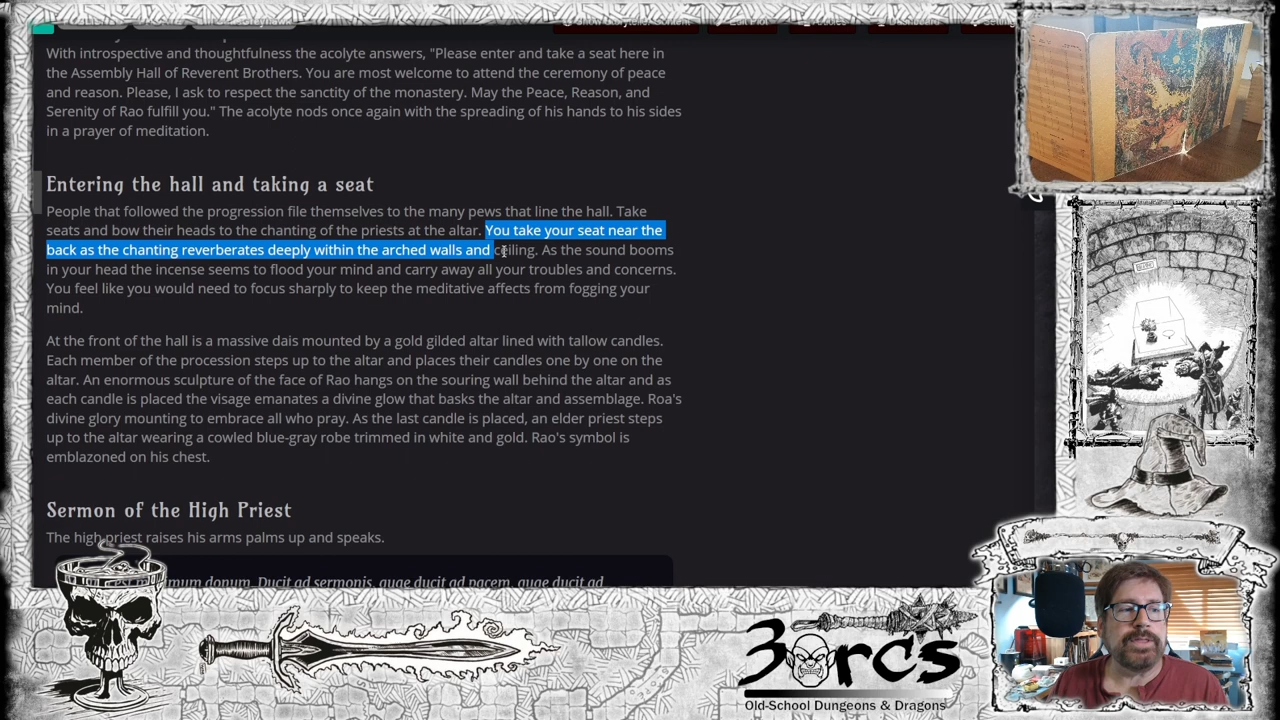 With introspective and thoughtfulness the acolyte answers, "Please enter and take a seat here in
the Assembly Hall of Reverent Brothers. You are most welcome to attend the ceremony of peace
and reason. Please, I ask to respect the sanctity of the monastery. May the Peace, Reason, and
Serenity of Rao fulfill you." The acolyte nods once again with the spreading of his hands to his sides
in a prayer of meditation.
Entering the hall and taking a seat
People that followed the progression file themselves to the many pews that line the hall. Take
seats and bow their heads to the chanting of the priests at the altar. You take your seat near the
back as the chanting reverberates deeply within the arched walls and ceiling. As the sound booms
in your head the incense seems to flood your mind and carry away all your troubles and concerns.
You feel like you would need to focus sharply to keep the meditative affects from fogging your
mind.
At the front of the hall is a massive dais mounted by a gold gilded altar lined with tallow candles.
Each member of the procession steps up to the altar and places their candles one by one on the
altar. An enormous sculpture of the face of Rao hangs on the souring wall behind the altar and as
each candle is placed the visage emanates a divine glow that basks the altar and assemblage. Roa's
divine glory mounting to embrace all who pray. As the last candle is placed, an elder priest steps
up to the altar wearing a cowled blue-gray robe trimmed in white and gold. Rao's symbol is
emblazoned on his chest.
Sermon of the High Priest
The high priest raises his arms palms up and speaks.
donum. Ducit ad sermonis, quae ducit ad pacem, quae ducit ad
3 orcs
Old-School Dungeons & Dragons